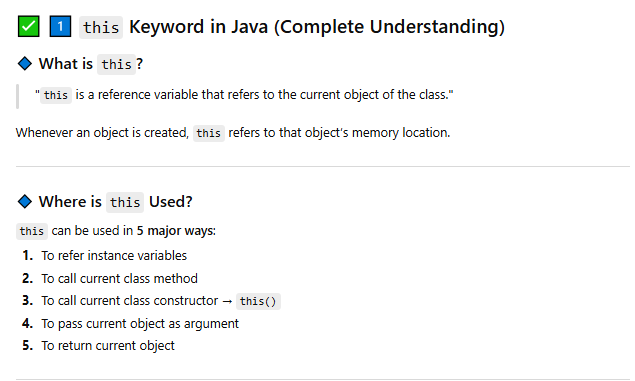 ✅ 1️⃣ this Keyword in Java (Complete Understanding)
🔷 What is this?
"this is a reference variable that refers to the current object of the class."
Whenever an object is created, this refers to that object's memory location.
🔷 Where is this Used?
this can be used in 5 major ways:
1. To refer instance variables
2. To call current class method
3. To call current class constructor → this()
4. To pass current object as argument
5. To return current object